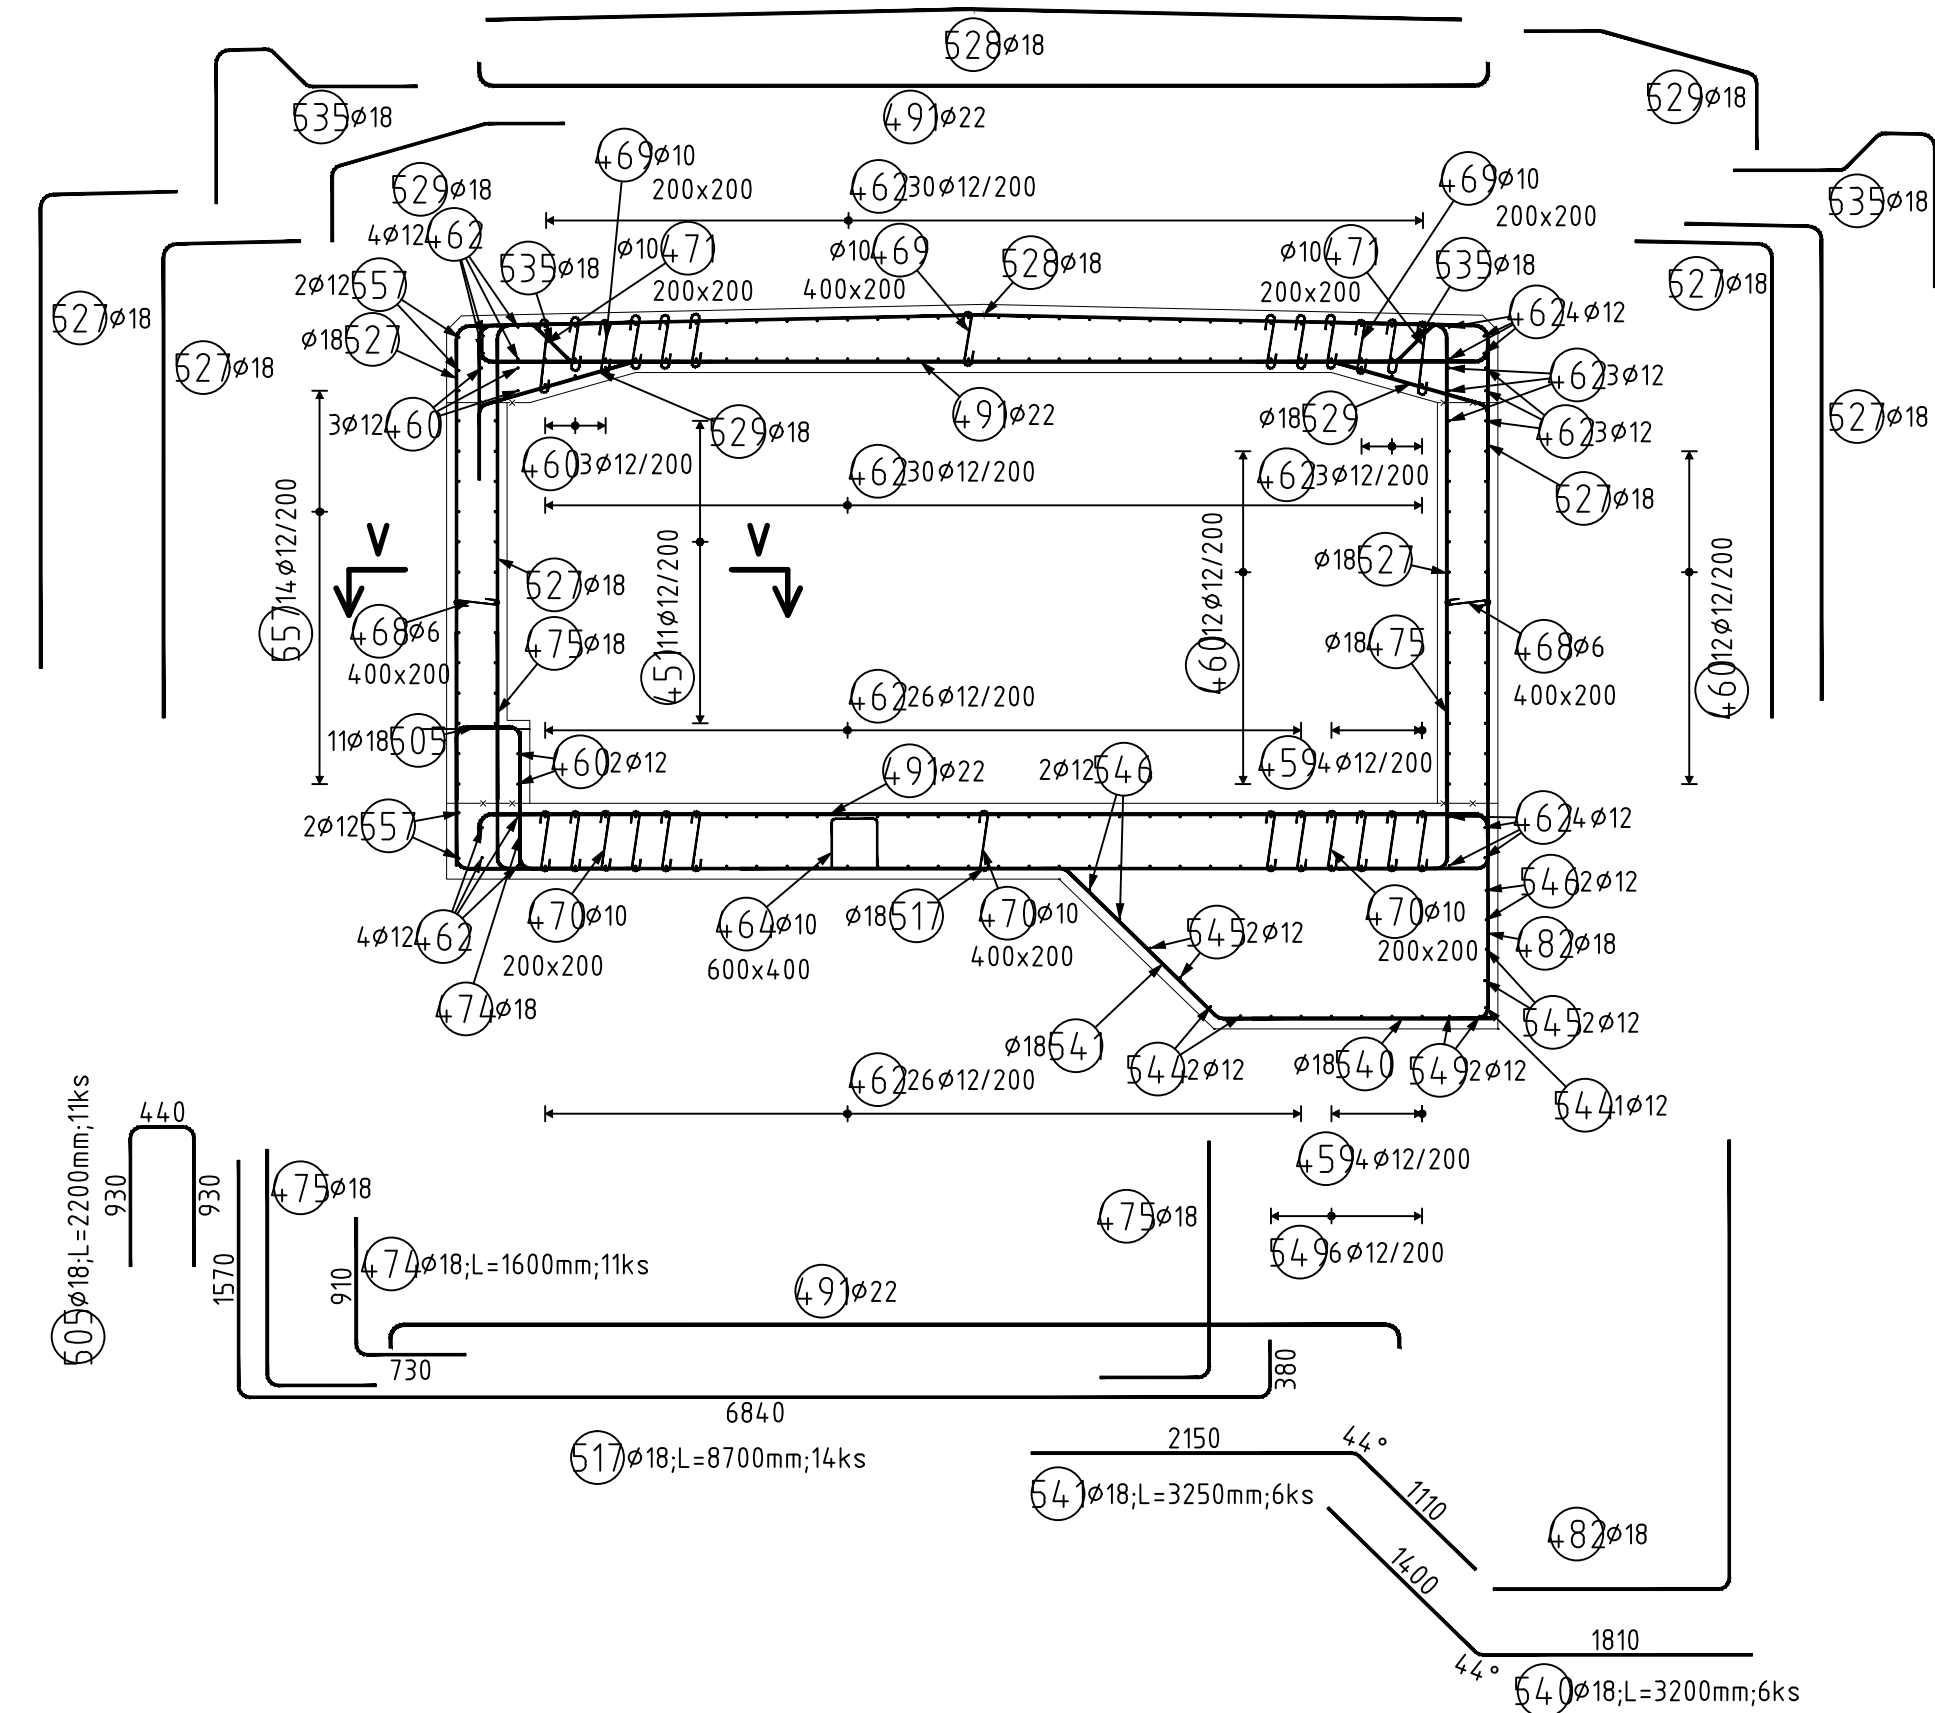 528ø18
535ø18
491ø22
529ø18
469ø10
200x200
529ø18
462 30ø12/200
469ø10
200x200
535ø18
4ø12 462
535ø18
ø10 471
200x200
ø10 469
400x200
528ø18
ø10 471
200x200
535ø18
527ø18
2ø12 557
527ø18
462 4ø12
ø18 527
527ø18
462 3ø12
3ø12 460
529ø18
491ø22
ø18 529
462 3ø12
527ø18
460 3ø12/200
462 30ø12/200
462 3ø12/200
527ø18
557 14ø12/200
V
V
451 11ø12/200
460 12ø12/200
460 12ø12/200
527ø18
ø18 527
468ø6
400x200
475ø18
ø18 475
468ø6
400x200
462 26ø12/200
11ø18 505
460 2ø12
491ø22
2ø12 546
459 4ø12/200
2ø12 557
462 4ø12
546 2ø12
4ø12 462
470ø10
200x200
464ø10
600x400
ø18 517
470ø10
400x200
545 2ø12
470ø10
200x200
482ø18
474ø18
545 2ø12
ø18 541
544 2ø12
ø18 540
549 2ø12
544 1ø12
462 26ø12/200
459 4ø12/200
549 6ø12/200
505ø18;L=2200mm;11ks
440
930
930
475ø18
475ø18
1570
910
474ø18;L=1600mm;11ks
730
491ø22
380
6840
517ø18;L=8700mm;14ks
2150
44°
1110
541ø18;L=3250mm;6ks
482ø18
1400
1810
44°
540ø18;L=3200mm;6ks